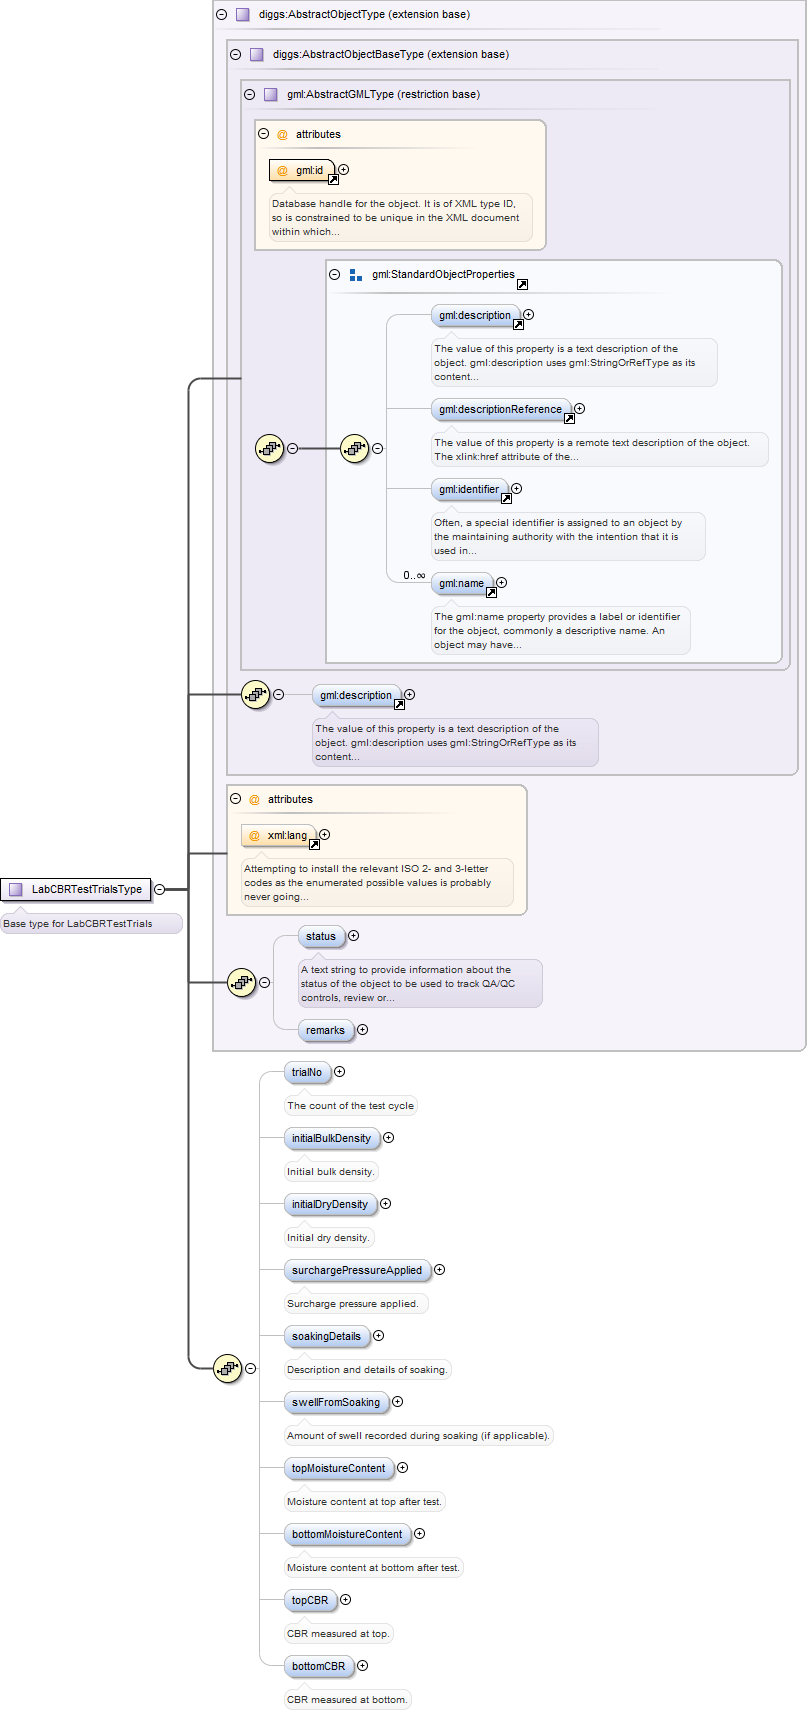 diggs:AbstractObjectType (extension base)
diggs:AbstractObjectBaseType (extension base)
gml:AbstractGMLType (restriction base)
@ attributes
@ gml:id
Database handle for the object. It is of XML type ID,
so is constrained to be unique in the XML document
within which...
gml:StandardObjectProperties
gml:description
The value of this property is a text description of the
object. gml:description uses gml:StringOrRefType as its
content...
gml:descriptionReference
The value of this property is a remote text description of the object.
The xlink:href attribute of the...
gml:identifier
Often, a special identifier is assigned to an object by
the maintaining authority with the intention that it is
used in...
0..∞
gml:name
The gml:name property provides a label or identifier
for the object, commonly a descriptive name. An
object may have...
gml:description
The value of this property is a text description of the
object. gml:description uses gml:StringOrRefType as its
content...
@ attributes
@ xml:lang
Attempting to install the relevant ISO 2- and 3-letter
codes as the enumerated possible values is probably
never going...
LabCBRTestTrialsType
Base type for LabCBRTestTrials
status
A text string to provide information about the
status of the object to be used to track QA/QC
controls, review or...
remarks
trialNo
The count of the test cycle
initialBulkDensity
Initial bulk density.
initialDryDensity
Initial dry density.
surchargePressureApplied
Surcharge pressure applied.
soakingDetails
Description and details of soaking.
swellFromSoaking
Amount of swell recorded during soaking (if applicable).
topMoistureContent
Moisture content at top after test.
bottomMoistureContent
Moisture content at bottom after test.
topCBR
CBR measured at top.
bottomCBR
CBR measured at bottom.